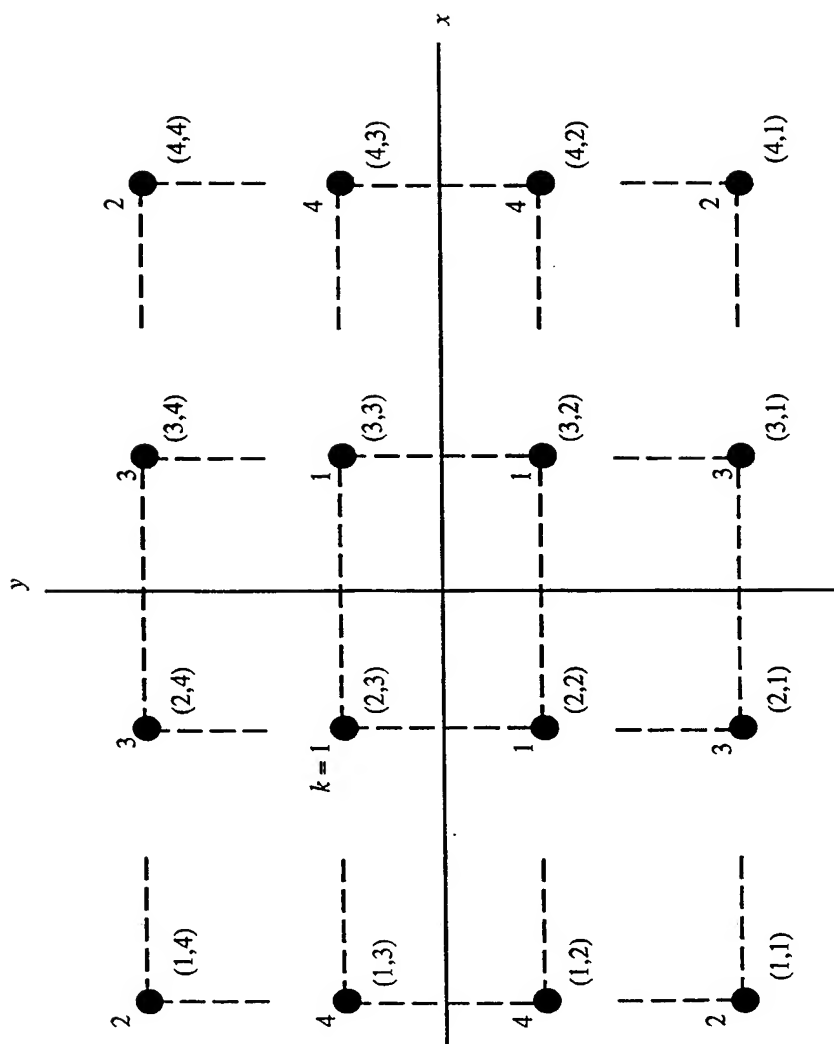 y
2 3 3 2
(1,4) (2,4) (3,4) (4,4)
4 k = 1 1 4
(1,3) (2,3) (3,3) (4,3)
x
4 1 1 4
(1,2) (2,2) (3,2) (4,2)
2 3 3 2
(1,1) (2,1) (3,1) (4,1)